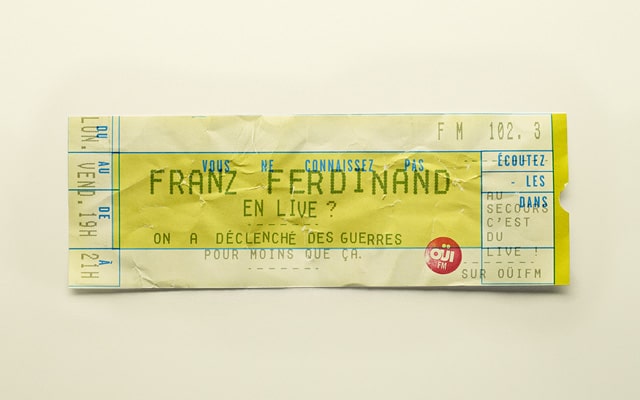 FM 102.3
VOUS NE CONNAISSEZ PAS
FRANZ FERDINAND
EN LIVE ?
ON A DÉCLENCHÉ DES GUERRES
POUR MOINS QUE ÇA.
OÜI
FM
ÉCOUTEZ
- LES
DANS
AU
SECOURS
C'EST
DU
LIVE !
SUR OÜIFM
DU AU DE À
LUN. VEND. 19H 21H